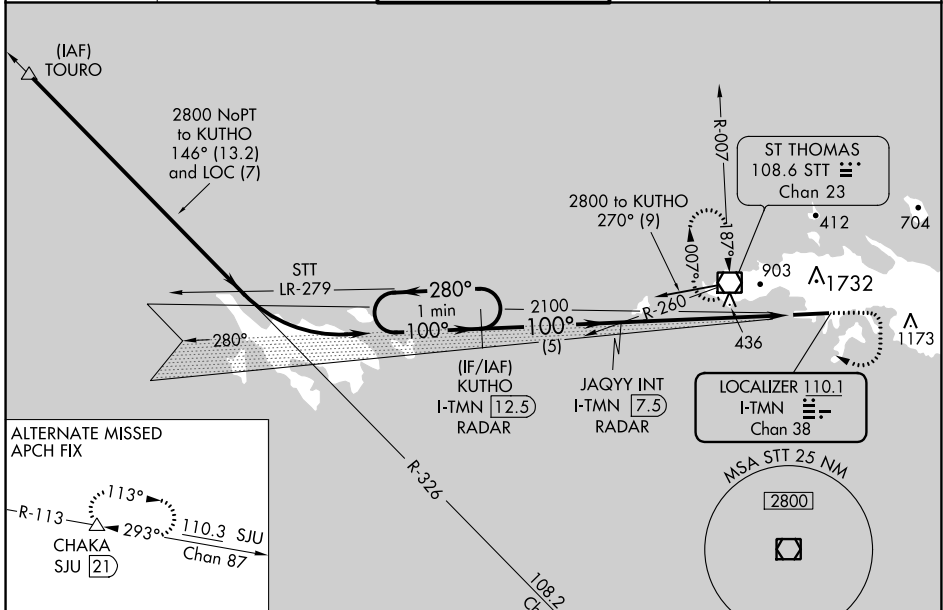 (IAF)
TOURO
2800 NoPT
to KUTHO
146° (13.2)
and LOC (7)
R-007
ST THOMAS
108.6 STT
Chan 23
2800 to KUTHO
270° (9)
187°
007°
412
704
903
1732
STT
LR-279
280°
1 min
100°
2100
100°
(5)
R-260
436
1173
280°
(IF/IAF)
KUTHO
I-TMN 12.5
RADAR
JAQYY INT
I-TMN 7.5
RADAR
LOCALIZER 110.1
I-TMN
Chan 38
R-326
ALTERNATE MISSED
APCH FIX
113°
R-113
293°
110.3 SJU
Chan 87
CHAKA
SJU 21
MSA STT 25 NM
2800
108.2